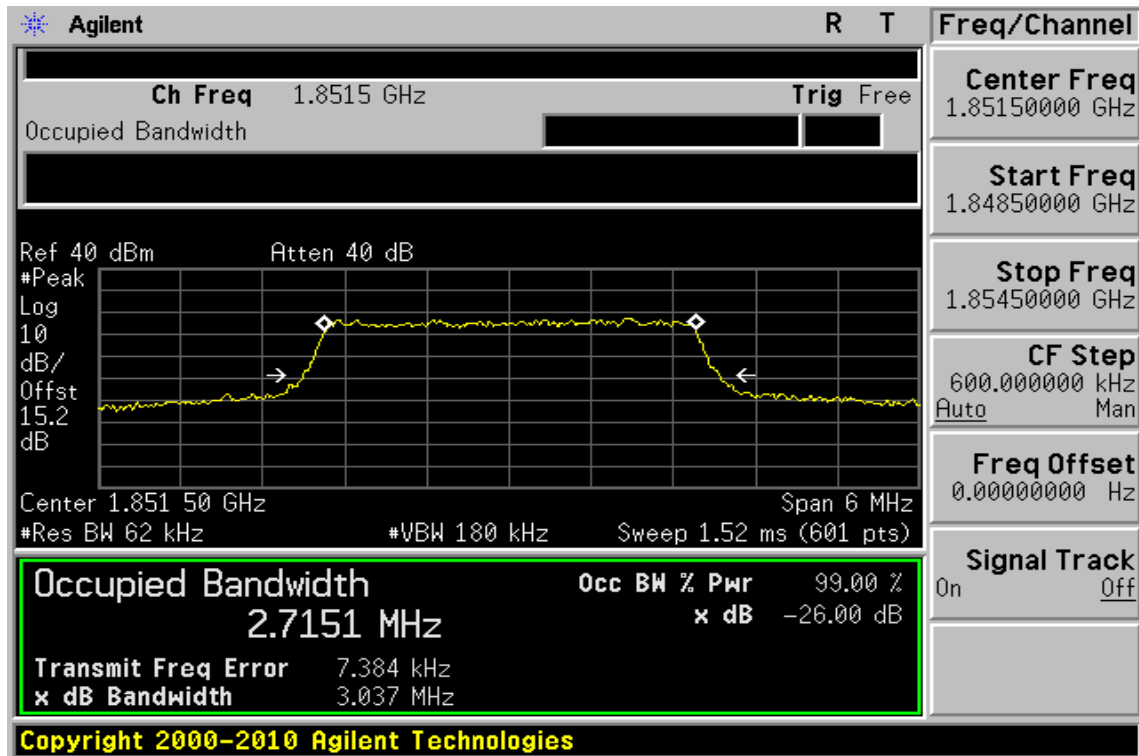 Agilent R T Freq/Channel
Ch Freq 1.8515 GHz Trig Free
Occupied Bandwidth
Center Freq
1.85150000 GHz
Start Freq
1.84850000 GHz
Stop Freq
1.85450000 GHz
CF Step
600.000000 kHz
Auto Man
Freq Offset
0.00000000 Hz
Signal Track
On Off
Ref 40 dBm Atten 40 dB
#Peak
Log
10
dB/
Offst
15.2
dB
Center 1.851 50 GHz Span 6 MHz
#Res BW 62 kHz #VBW 180 kHz Sweep 1.52 ms (601 pts)
Occupied Bandwidth Occ BW % Pwr 99.00 %
2.7151 MHz x dB -26.00 dB
Transmit Freq Error 7.384 kHz
x dB Bandwidth 3.037 MHz
Copyright 2000-2010 Agilent Technologies